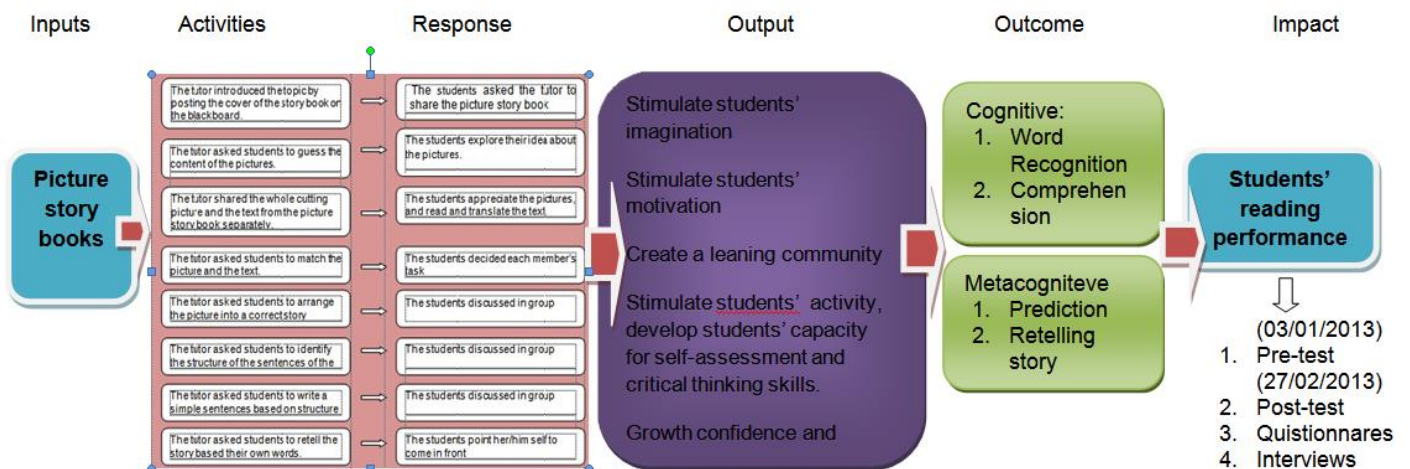 Inputs
Activities
Response
Output
Outcome
Impact
Picture
story
books
The tutor introduced the topic by
posting the cover of the story book on
the blackboard.
The students asked the tutor to
share the picture story book
The tutor asked students to guess the
content of the pictures.
The students explore their idea about
the pictures.
The tutor shared the whole cutting
picture and the text from the picture
story book separately.
The students appreciate the pictures,
and read and translate the text
The tutor asked students to match the
picture and the text.
The students decided each member's
task
The tutor asked students to arrange
the picture into a correct story
The students discussed in group
The tutor asked students to identify
the structure of the sentences of the
The students discussed in group
The tutor asked students to write a
simple sentences based on structure
The students discussed in group
The tutor asked students to retell the
story based their own words.
The students point her/him self to
come in front
Stimulate students'
imagination
Stimulate students'
motivation
Create a leaning community
Stimulate students' activity,
develop students' capacity
for self-assessment and
critical thinking skills.
Growth confidence and
Cognitive:
1. Word
Recognition
2. Comprehen
sion
Metacogniteve
1. Prediction
2. Retelling
story
Students'
reading
performance
(03/01/2013)
1. Pre-test
(27/02/2013)
2. Post-test
3. Quistionnares
4. Interviews